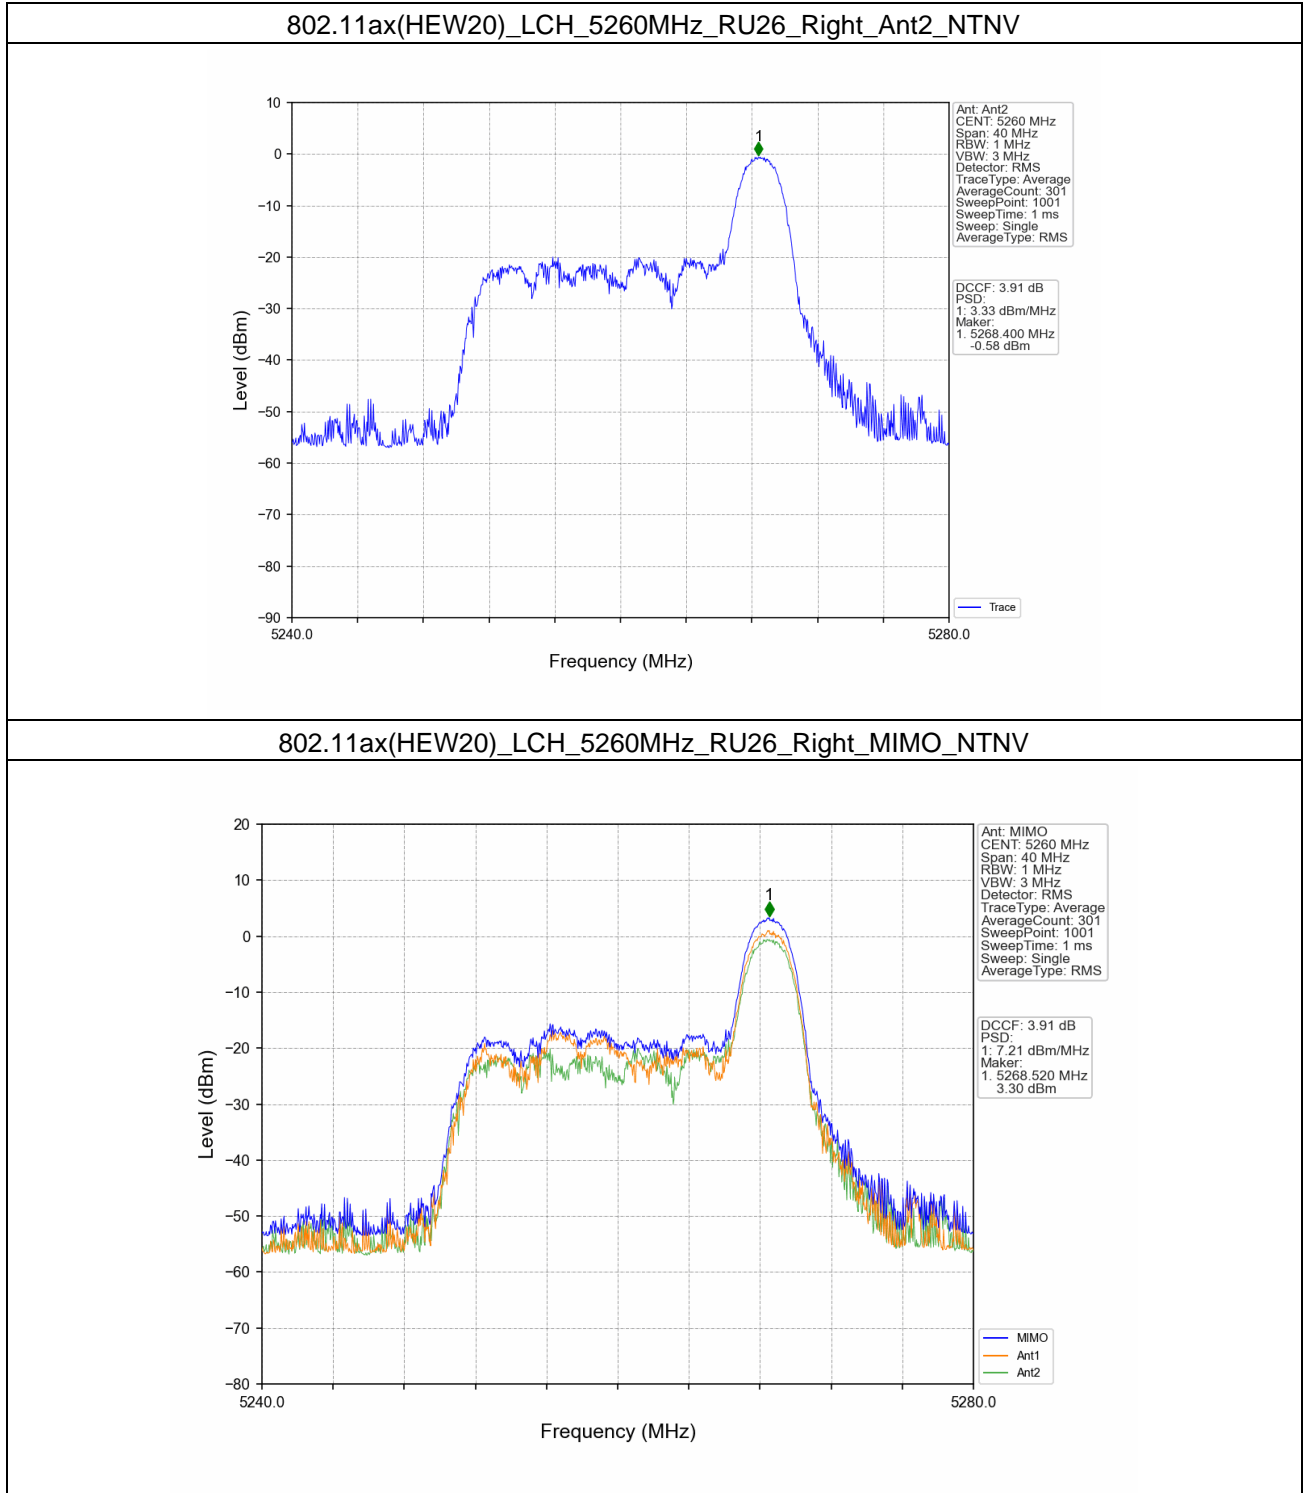 802.11ax(HEW20)_LCH_5260MHz_RU26_Right_Ant2_NTNV
10
0
−10
−20
−30
−40
−50
−60
−70
−80
−90
Level (dBm)
1
5240.0
5280.0
Frequency (MHz)
Ant: Ant2
CENT: 5260 MHz
Span: 40 MHz
RBW: 1 MHz
VBW: 3 MHz
Detector: RMS
TraceType: Average
AverageCount: 301
SweepPoint: 1001
SweepTime: 1 ms
Sweep: Single
AverageType: RMS
DCCF: 3.91 dB
PSD:
1: 3.33 dBm/MHz
Maker:
1. 5268.400 MHz
-0.58 dBm
Trace
802.11ax(HEW20)_LCH_5260MHz_RU26_Right_MIMO_NTNV
20
10
0
−10
−20
−30
−40
−50
−60
−70
−80
Level (dBm)
1
5240.0
5280.0
Frequency (MHz)
Ant: MIMO
CENT: 5260 MHz
Span: 40 MHz
RBW: 1 MHz
VBW: 3 MHz
Detector: RMS
TraceType: Average
AverageCount: 301
SweepPoint: 1001
SweepTime: 1 ms
Sweep: Single
AverageType: RMS
DCCF: 3.91 dB
PSD:
1: 7.21 dBm/MHz
Maker:
1. 5268.520 MHz
3.30 dBm
MIMO
Ant1
Ant2